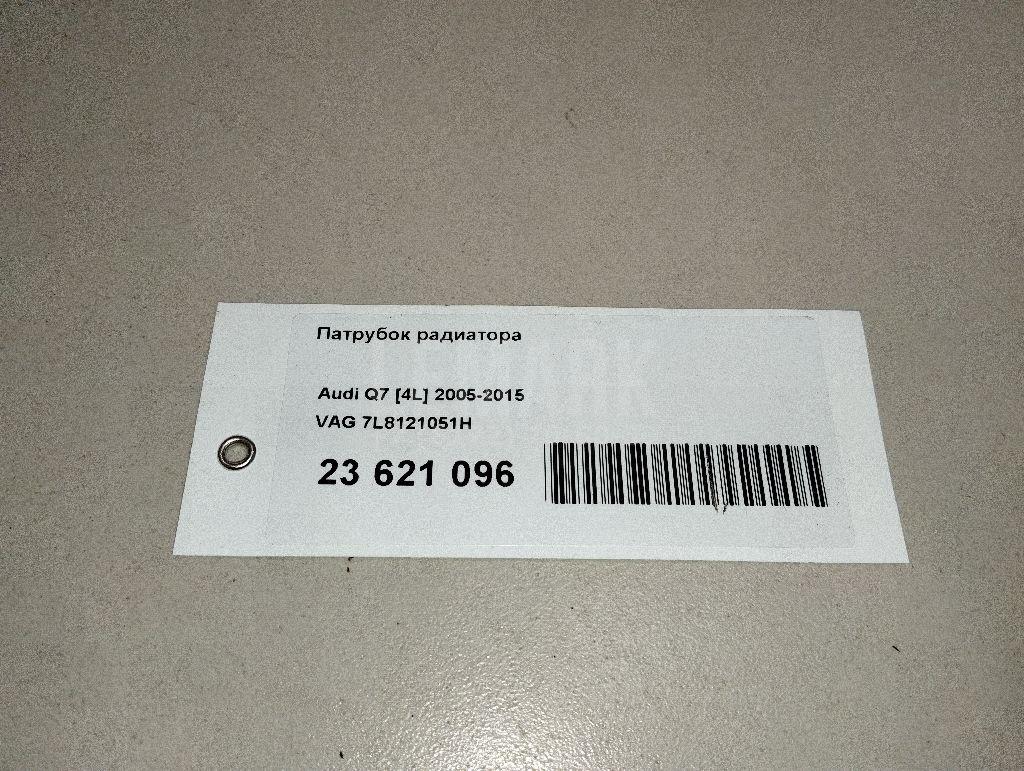 Патрубок радиатора
Audi Q7 [4L] 2005-2015
VAG 7L8121051H
23 621 096